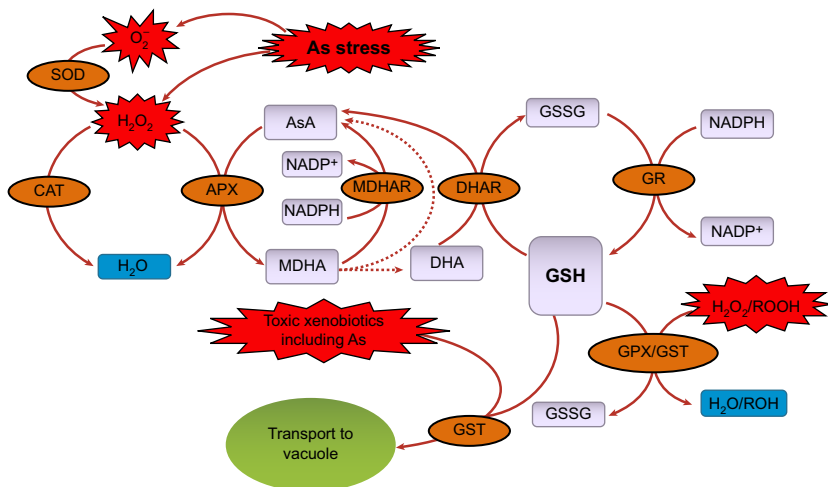 O₂⁻
As stress
SOD
H₂O₂
AsA
GSSG
NADPH
NADP⁺
CAT
APX
MDHAR
DHAR
GR
NADPH
NADP⁺
H₂O
MDHA
DHA
GSH
Toxic xenobiotics
including As
H₂O₂/ROOH
GPX/GST
GSSG
H₂O/ROH
GST
Transport to
vacuole